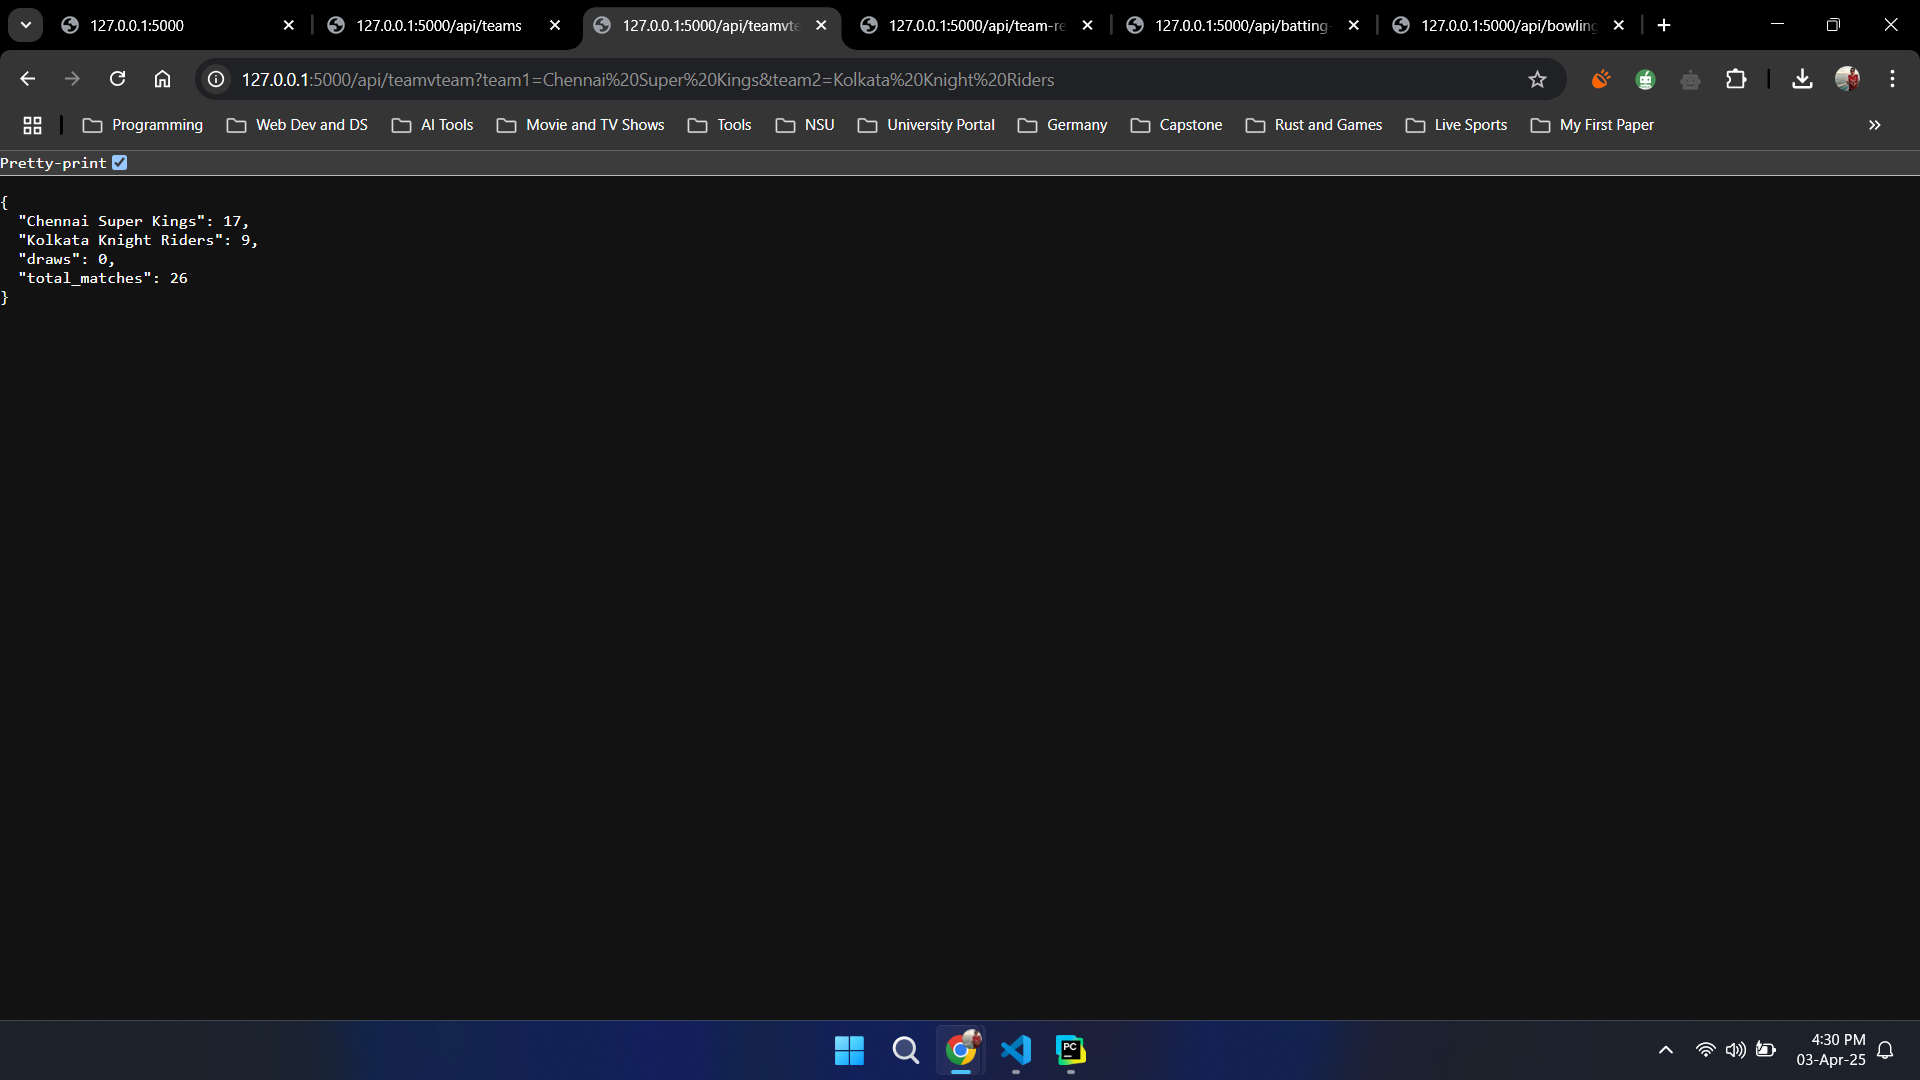 127.0.0.1:5000
127.0.0.1:5000/api/teams
127.0.0.1:5000/api/teamvte
127.0.0.1:5000/api/team-re
127.0.0.1:5000/api/batting-
127.0.0.1:5000/api/bowling
127.0.0.1:5000/api/teamvteam?team1=Chennai%20Super%20Kings&team2=Kolkata%20Knight%20Riders
Programming
Web Dev and DS
AI Tools
Movie and TV Shows
Tools
NSU
University Portal
Germany
Capstone
Rust and Games
Live Sports
My First Paper
Pretty-print
{
"Chennai Super Kings": 17,
"Kolkata Knight Riders": 9,
"draws": 0,
"total_matches": 26
}
PC
4:30 PM
03-Apr-25